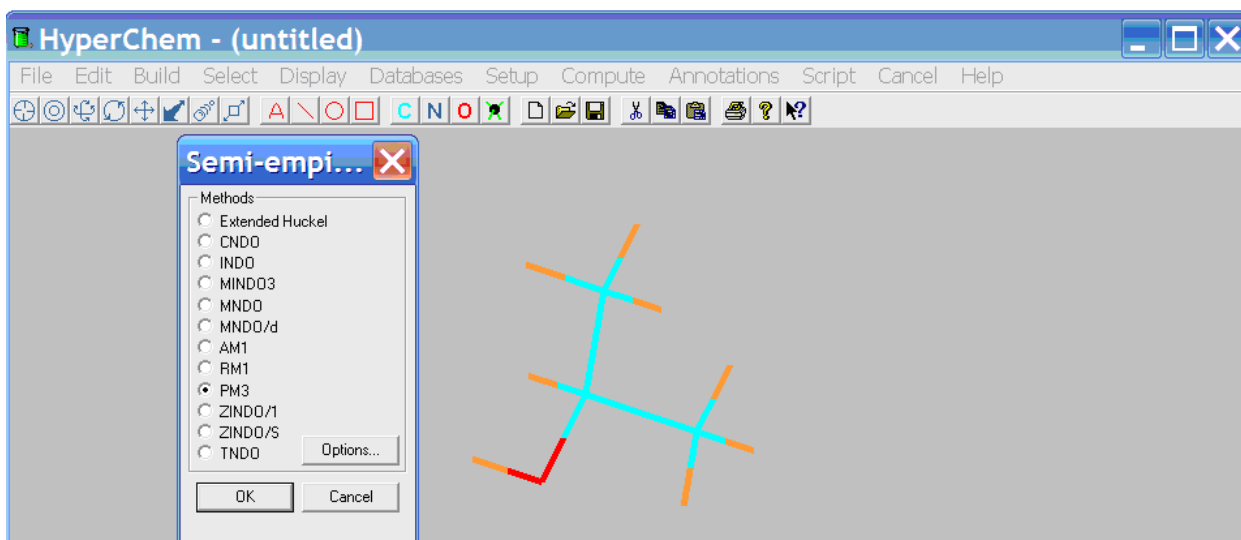 HyperChem - (untitled)
File Edit Build Select Display Databases Setup Compute Annotations Script Cancel Help
A C N O ? ?
Semi-empi...
Methods
Extended Huckel
CNDO
INDO
MINDO3
MNDO
MNDO/d
AM1
RM1
PM3
ZINDO/1
ZINDO/S
TNDO
Options...
OK Cancel